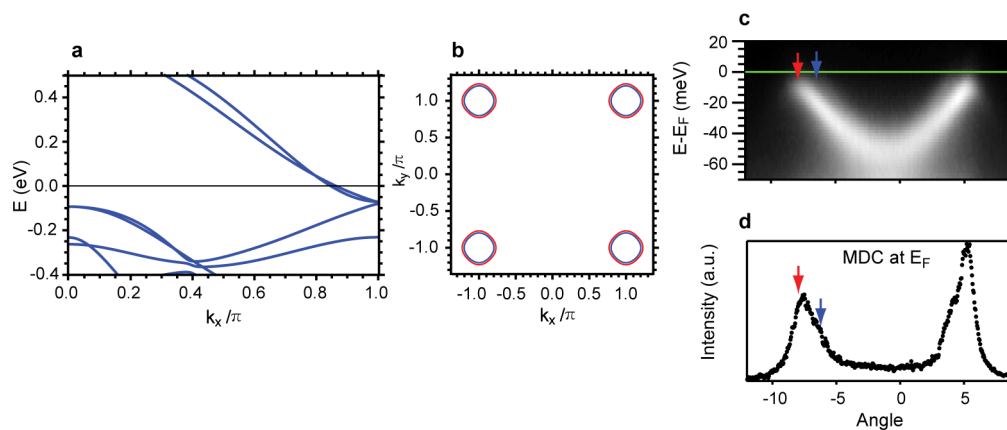 a
0.4
0.2
0.0
-0.2
-0.4
E (eV)
0.0
0.2
0.4
0.6
0.8
1.0
kx/π
b
1.0
0.5
0.0
-0.5
-1.0
ky/π
-1.0
-0.5
0.0
0.5
1.0
kx/π
c
20
0
-20
-40
-60
E-EF (meV)
d
MDC at EF
Intensity (a.u.)
-10
-5
0
5
Angle